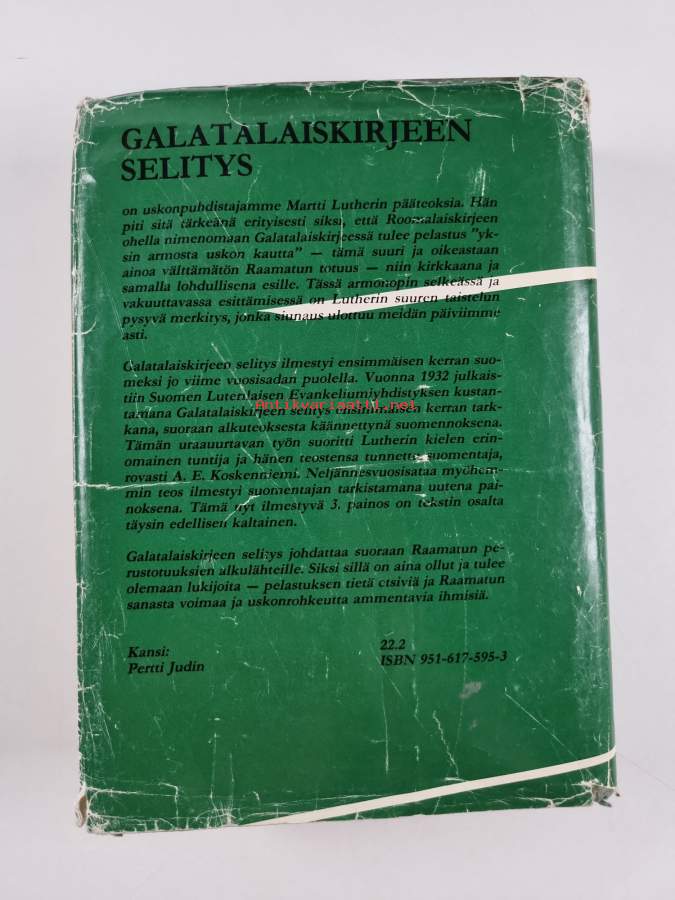 GALATALAISKIRJEEN
SELITYS
on uskonpuhdistajamme Martti Lutherin pääteoksia. Hän
piti sitä tärkeänä erityisesti siksi, että Roomalaiskirjeen
ohella nimenomaan Galatalaiskirjeessä tulee pelastus "yk-
sin armosta uskon kautta" — tämä suuri ja oikeastaan
ainoa välttämätön Raamatun totuus — niin kirkkaana ja
samalla lohdullisena esille. Tässä armonopin selkeässä ja
vakuuttavassa esittämisessä on Lutherin suuren taistelun
pysyvä merkitys, jonka siunaus ulottuu meidän päiviimme
asti.
Galatalaiskirjeen selitys ilmestyi ensimmäisen kerran suo-
meksi jo viime vuosisadan puolella. Vuonna 1932 julkais-
tiin Suomen Luterilaisen Evankeliumiyhdistyksen kustan-
Antikvariaatti.net
tamana Galatalaiskirjeen selitys ensimmäisen kerran tark-
kana, suoraan alkuteoksesta käännettynä suomennoksena.
Tämän uraauurtavan työn suoritti Lutherin kielen erin-
omainen tuntija ja hänen teostensa tunnettu suomentaja,
rovasti A. E. Koskenniemi. Neljännesvuosisataa myöhem-
min teos ilmestyi suomentajan tarkistamana uutena pai-
noksena. Tämä nyt ilmestyvä 3. painos on tekstin osalta
täysin edellisen kaltainen.
Galatalaiskirjeen selitys johdattaa suoraan Raamatun pe-
rustotuuksien alkulähteille. Siksi sillä on aina ollut ja tulee
olemaan lukijoita — pelastuksen tietä etsiviä ja Raamatun
sanasta voimaa ja uskonrohkeutta ammentavia ihmisiä.
Kansi:
Pertti Judin
22.2
ISBN 951-617-595-3